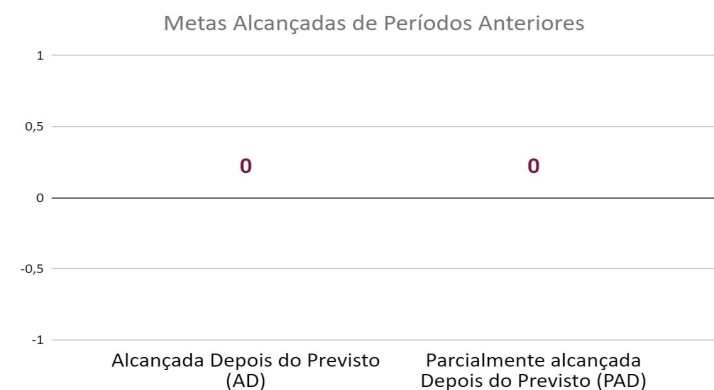 Metas Alcançadas de Períodos Anteriores
1
0,5
0
-0,5
-1
0
0
Alcançada Depois do Previsto
(AD)
Parcialmente alcançada
Depois do Previsto (PAD)